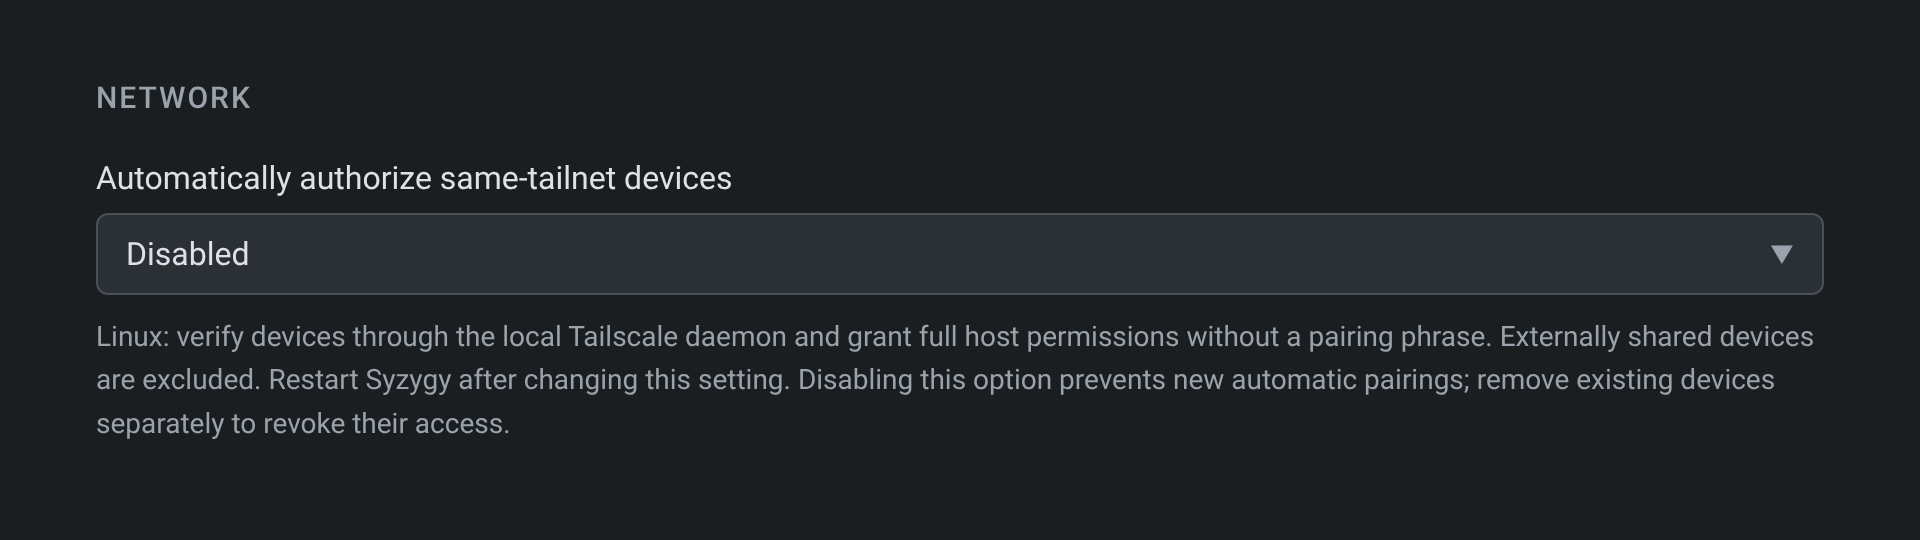 NETWORK
Automatically authorize same-tailnet devices
Disabled
Linux: verify devices through the local Tailscale daemon and grant full host permissions without a pairing phrase. Externally shared devices
are excluded. Restart Syzygy after changing this setting. Disabling this option prevents new automatic pairings; remove existing devices
separately to revoke their access.